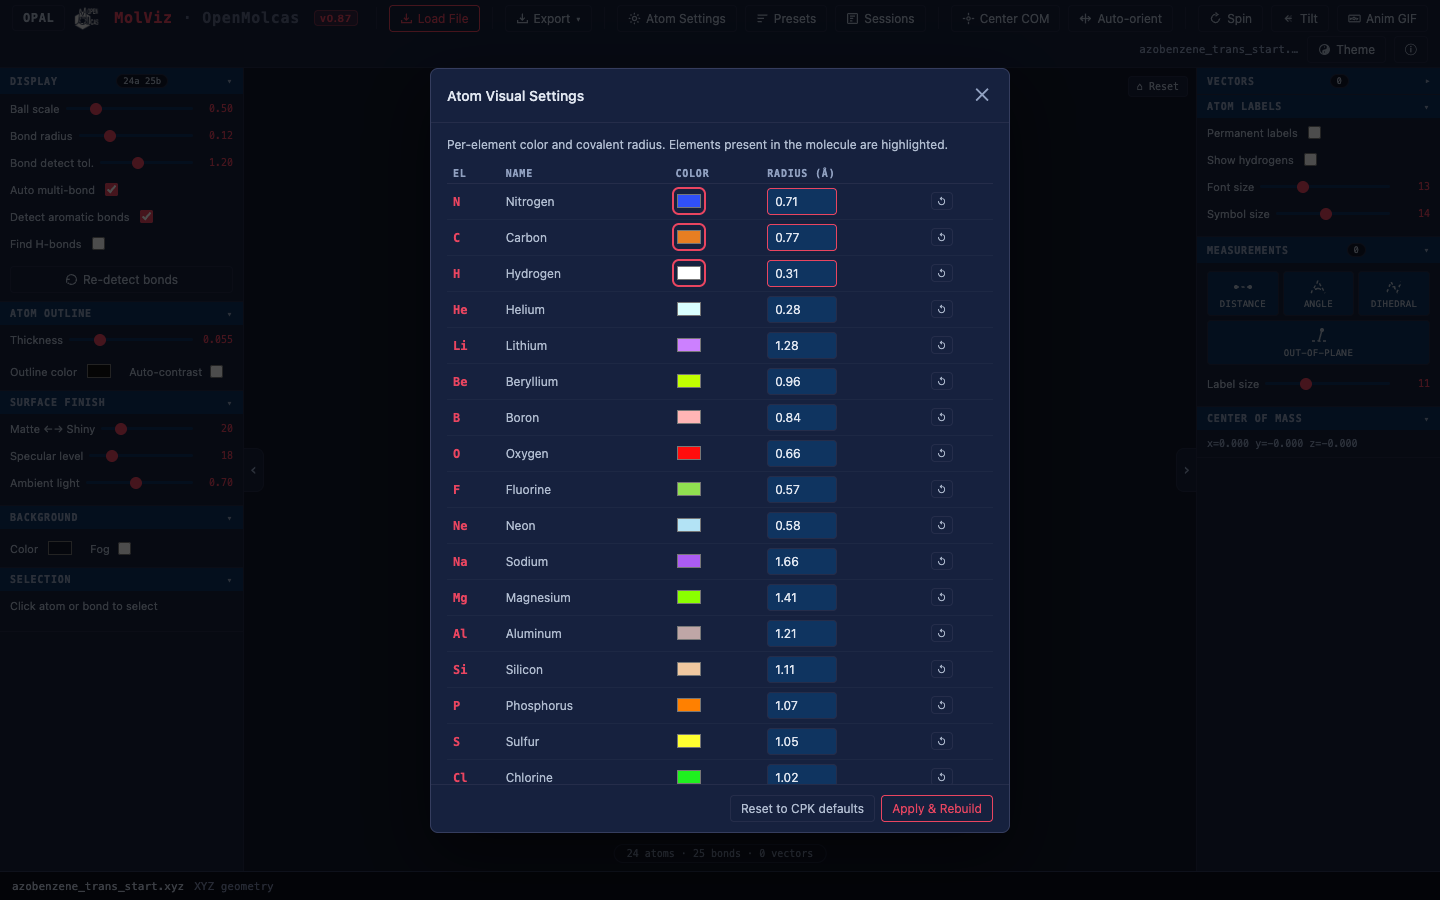 OPAL MolViz · OpenMolcas v0.87 Load File Export Atom Settings Presets Sessions Center COM Auto-orient Spin Tilt Anim GIF
azobenzene_trans_start.… Theme
DISPLAY 24a 25b
Ball scale 0.50
Bond radius 0.12
Bond detect tol. 1.20
Auto multi-bond
Detect aromatic bonds
Find H-bonds
Re-detect bonds
ATOM OUTLINE
Thickness 0.055
Outline color Auto-contrast
SURFACE FINISH
Matte ↔ Shiny 20
Specular level 18
Ambient light 0.70
BACKGROUND
Color Fog
SELECTION
Click atom or bond to select
Atom Visual Settings
Per-element color and covalent radius. Elements present in the molecule are highlighted.
EL NAME COLOR RADIUS (Å)
N Nitrogen 0.71
C Carbon 0.77
H Hydrogen 0.31
He Helium 0.28
Li Lithium 1.28
Be Beryllium 0.96
B Boron 0.84
O Oxygen 0.66
F Fluorine 0.57
Ne Neon 0.58
Na Sodium 1.66
Mg Magnesium 1.41
Al Aluminum 1.21
Si Silicon 1.11
P Phosphorus 1.07
S Sulfur 1.05
Cl Chlorine 1.02
Reset to CPK defaults Apply & Rebuild
Reset
VECTORS 0
ATOM LABELS
Permanent labels
Show hydrogens
Font size 13
Symbol size 14
MEASUREMENTS 0
DISTANCE ANGLE DIHEDRAL
OUT-OF-PLANE
Label size 11
CENTER OF MASS
x=0.000 y=-0.000 z=-0.000
24 atoms · 25 bonds · 0 vectors
azobenzene_trans_start.xyz XYZ geometry